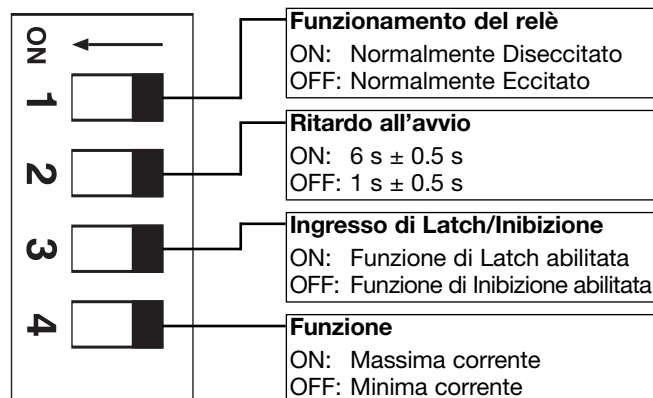 ON
1
Funzionamento del relè
ON: Normalmente Diseccitato
OFF: Normalmente Eccitato
2
Ritardo all'avvio
ON: 6 s ± 0.5 s
OFF: 1 s ± 0.5 s
3
Ingresso di Latch/Inibizione
ON: Funzione di Latch abilitata
OFF: Funzione di Inibizione abilitata
4
Funzione
ON: Massima corrente
OFF: Minima corrente